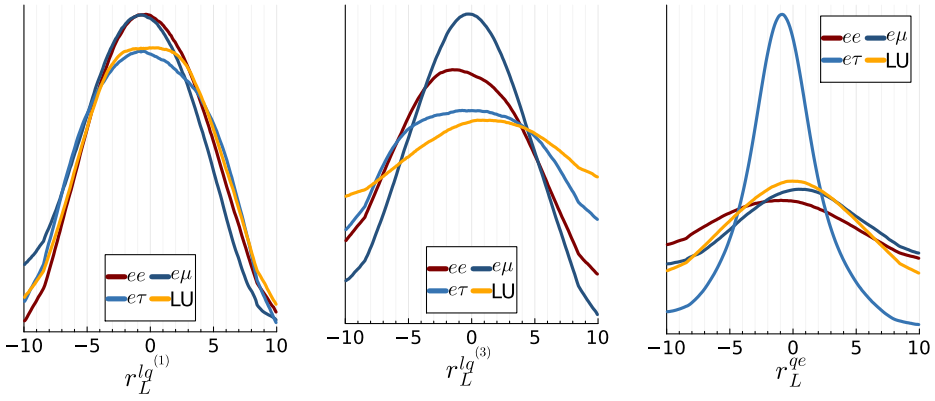 ee eμ
eτ LU
−10 −5 0 5 10
r_L^{lq^{(1)}}
ee eμ
eτ LU
−10 −5 0 5 10
r_L^{lq^{(3)}}
ee eμ
eτ LU
−10 −5 0 5 10
r_L^{qe}